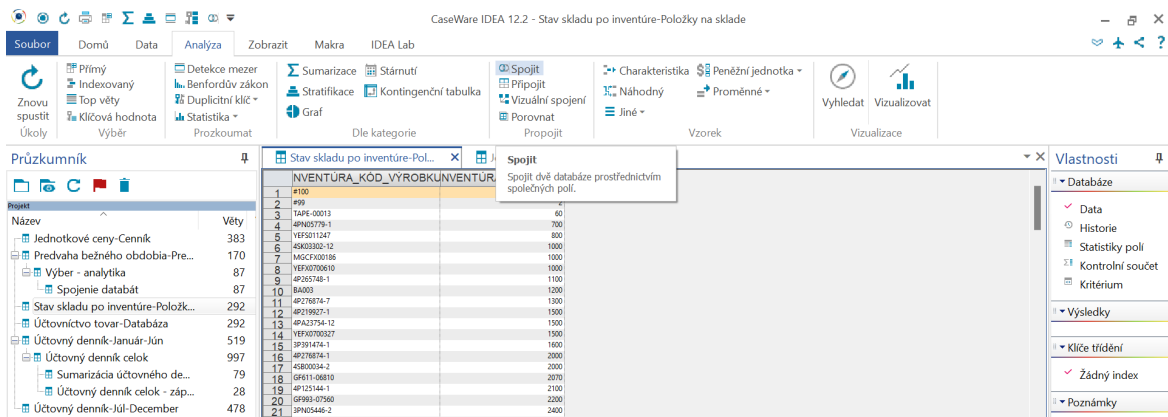 CaseWare IDEA 12.2 - Stav skladu po inventúre-Položky na sklade
Soubor Domů Data Analýza Zobrazit Makra IDEA Lab
Znovu spustit
Úkoly
Přímý
Indexovaný
Top věty
Klíčová hodnota
Výběr
Detekce mezer
Benfordův zákon
Duplicitní klíč
Statistika
Prozkoumat
Sumarizace
Stárnutí
Stratifikace
Kontingenční tabulka
Graf
Dle kategorie
Spojit
Připojit
Vizuální spojení
Porovnat
Propojit
Charakteristika
Peněžní jednotka
Náhodný
Proměnné
Jiné
Vzorek
Vyhledat
Vizualizovat
Vizualizace
Průzkumník
Projekt
Název Věty
Jednotkové ceny-Cenník 383
Predvaha bežného obdobia-Pre... 170
Výber - analytika 87
Spojenie databát 87
Stav skladu po inventúre-Položk... 292
Účtovníctvo tovar-Databáza 292
Účtovný denník-Január-Jún 519
Účtovný denník celok 997
Sumarizácia účtovného de... 79
Účtovný denník celok - záp... 28
Účtovný denník-Júl-December 478
Stav skladu po inventúre-Pol...
Spojit
Spojit dvě databáze prostřednictvím
společných polí.
NVENTÚRA_KÓD_VÝROBKU NVENTÚRA
1 #100
2 #99 2
3 TAPE-00013 60
4 4PN05779-1 700
5 YEFS011247 800
6 4SK03302-12 1000
7 MGCFX00186 1000
8 YEFX0700610 1000
9 4P265748-1 1100
10 BA003 1200
11 4P276874-7 1300
12 4P219927-1 1500
13 4PA23754-12 1500
14 YEFX0700327 1500
15 3P391474-1 1600
16 4P276874-1 2000
17 4SB00034-2 2000
18 GF611-06810 2070
19 4P125144-1 2100
20 GF993-07560 2200
21 3PN05446-2 2400
Vlastnosti
Databáze
Data
Historie
Statistiky polí
Kontrolní součet
Kritérium
Výsledky
Klíče třídění
Žádný index
Poznámky